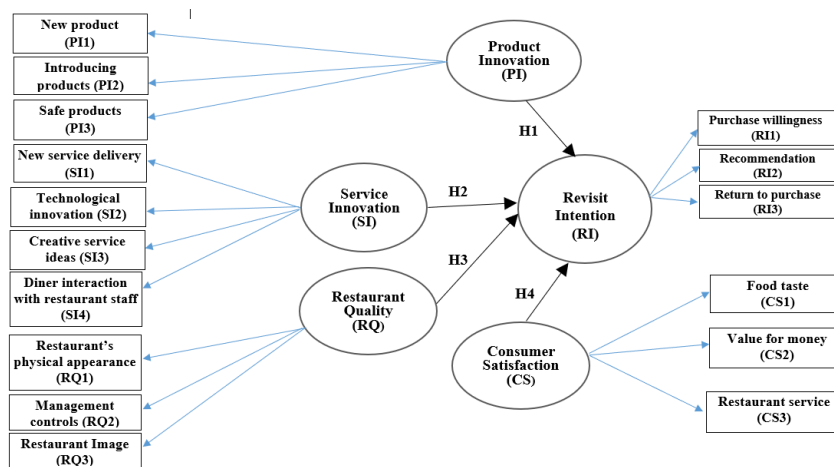 New product
(PI1)
Introducing
products (PI2)
Safe products
(PI3)
New service delivery
(SI1)
Technological
innovation (SI2)
Creative service
ideas (SI3)
Diner interaction
with restaurant staff
(SI4)
Restaurant's
physical appearance
(RQ1)
Management
controls (RQ2)
Restaurant Image
(RQ3)
Product
Innovation
(PI)
Service
Innovation
(SI)
Restaurant
Quality
(RQ)
Consumer
Satisfaction
(CS)
H1
H2
H3
H4
Revisit
Intention
(RI)
Purchase willingness
(RI1)
Recommendation
(RI2)
Return to purchase
(RI3)
Food taste
(CS1)
Value for money
(CS2)
Restaurant service
(CS3)